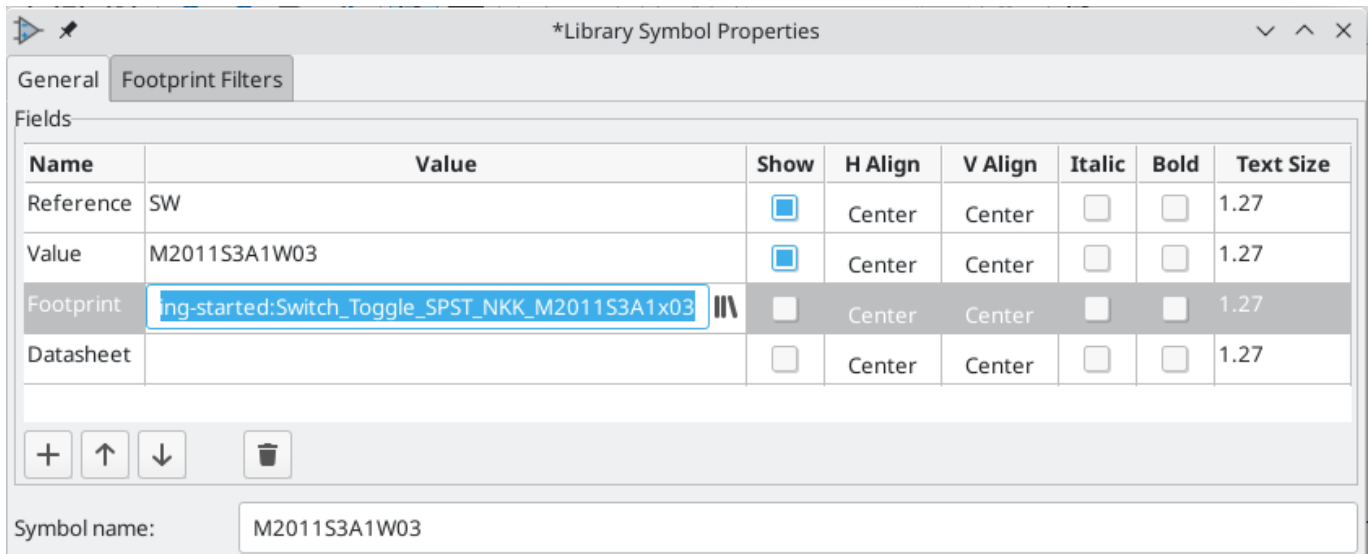 *Library Symbol Properties
General Footprint Filters
Fields
Name Value Show H Align V Align Italic Bold Text Size
Reference SW Center Center 1.27
Value M2011S3A1W03 Center Center 1.27
Footprint ing-started:Switch_Toggle_SPST_NKK_M2011S3A1x03 Center Center 1.27
Datasheet Center Center 1.27
Symbol name: M2011S3A1W03